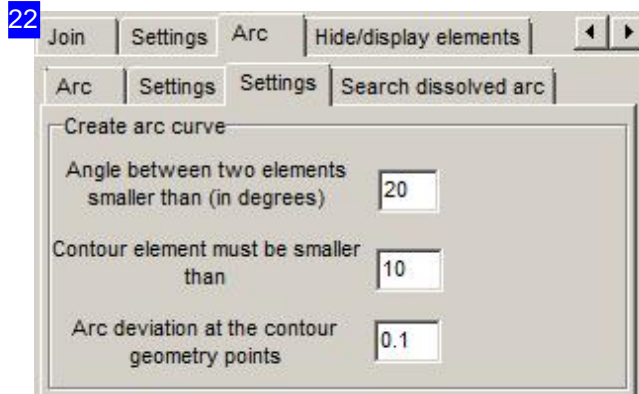 22
Join Settings Arc Hide/display elements
Arc Settings Settings Search dissolved arc
Create arc curve
Angle between two elements
smaller than (in degrees)
20
Contour element must be smaller
than
10
Arc deviation at the contour
geometry points
0.1